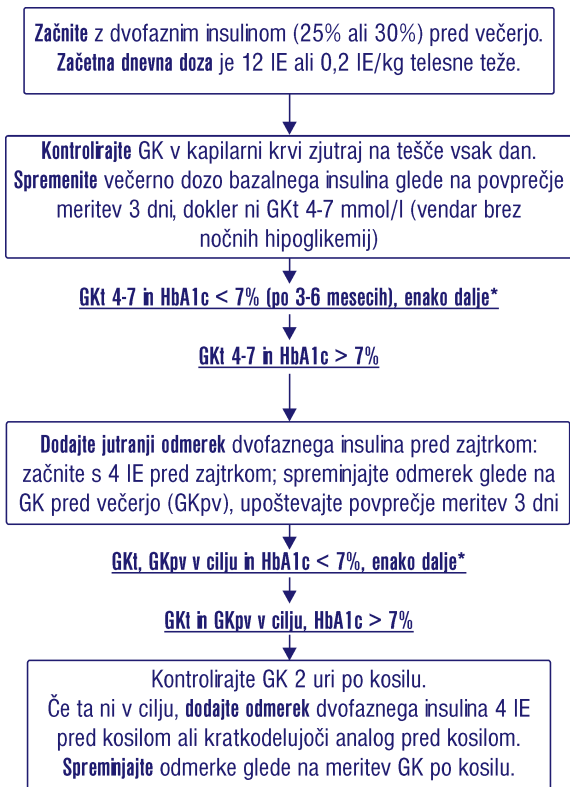 Začnite z dvofaznim insulinom (25% ali 30%) pred večerjo.
Začetna dnevna doza je 12 IE ali 0,2 IE/kg telesne teže.
Kontrolirajte GK v kapilarni krvi zjutraj na tešče vsak dan.
Spremenite večerno dozo bazalnega insulina glede na povprečje
meritev 3 dni, dokler ni GKt 4-7 mmol/l (vendar brez
nočnih hipoglikemij)
GKt 4-7 in HbA1c < 7% (po 3-6 mesecih), enako dalje*
GKt 4-7 in HbA1c > 7%
Dodajte jutranji odmerek dvofaznega insulina pred zajtrkom:
začnite s 4 IE pred zajtrkom; spreminjajte odmerek glede na
GK pred večerjo (GKpv), upoštevajte povprečje meritev 3 dni
GKt, GKpv v cilju in HbA1c < 7%, enako dalje*
GKt in GKpv v cilju, HbA1c > 7%
Kontrolirajte GK 2 uri po kosilu.
Če ta ni v cilju, dodajte odmerek dvofaznega insulina 4 IE
pred kosilom ali kratkodelujoči analog pred kosilom.
Spreminjajte odmerke glede na meritev GK po kosilu.